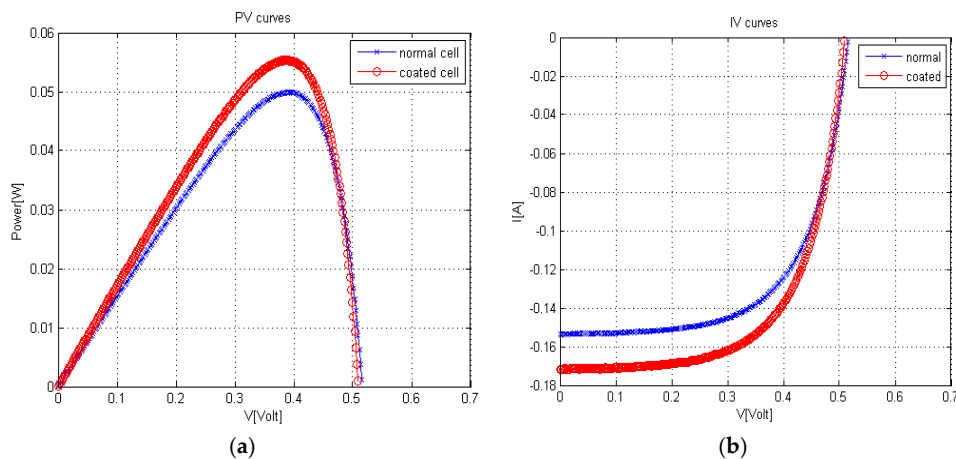 PV curves
0.06
0.05
0.04
0.03
0.02
0.01
0
Power[W]
normal cell
coated cell
0
0.1
0.2
0.3
0.4
0.5
0.6
0.7
V[Volt]
(a)
IV curves
0
-0.02
-0.04
-0.06
-0.08
-0.1
-0.12
-0.14
-0.16
-0.18
I[A]
normal
coated
0
0.1
0.2
0.3
0.4
0.5
0.6
0.7
V[Volt]
(b)